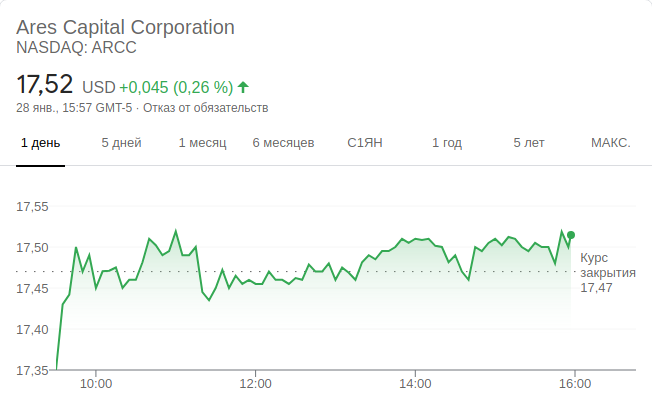 Ares Capital Corporation
NASDAQ: ARCC
17,52 USD +0,045 (0,26 %)
28 янв., 15:57 GMT-5 · Отказ от обязательств
1 день 5 дней 1 месяц 6 месяцев С1ЯН 1 год 5 лет МАКС.
17,55
17,50
Курс
закрытия
17,47
17,45
17,40
17,35
10:00 12:00 14:00 16:00